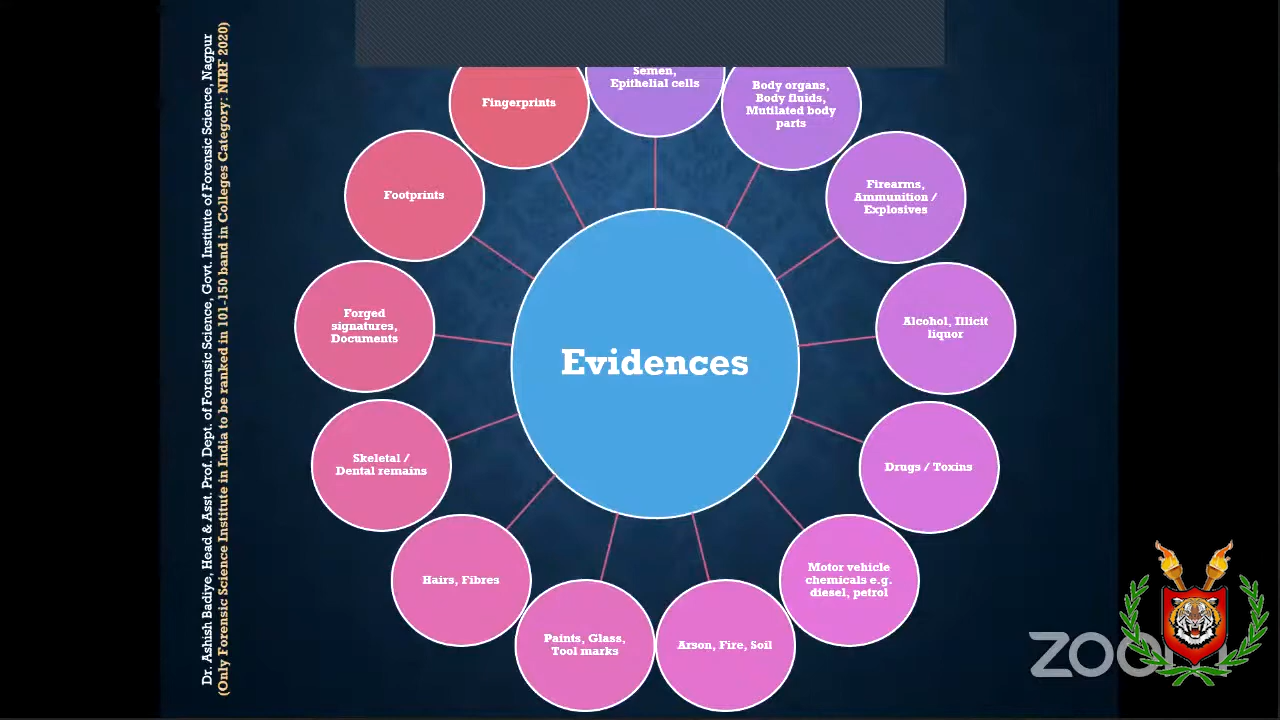 Dr. Ashish Badiye, Head & Asst. Prof. Dept. of Forensic Science, Govt. Institute of Forensic Science, Nagpur
(Only Forensic Science Institute in India to be ranked in 101-150 band in Colleges Category: NIRF 2020)
Semen,
Epithelial cells
Body organs,
Body fluids,
Mutilated body
parts
Firearms,
Ammunition /
Explosives
Alcohol, Illicit
liquor
Drugs / Toxins
Motor vehicle
chemicals e.g.
diesel, petrol
Arson, Fire, Soil
Paints, Glass,
Tool marks
Hairs, Fibres
Skeletal /
Dental remains
Forged
signatures,
Documents
Footprints
Fingerprints
Evidences
zoom